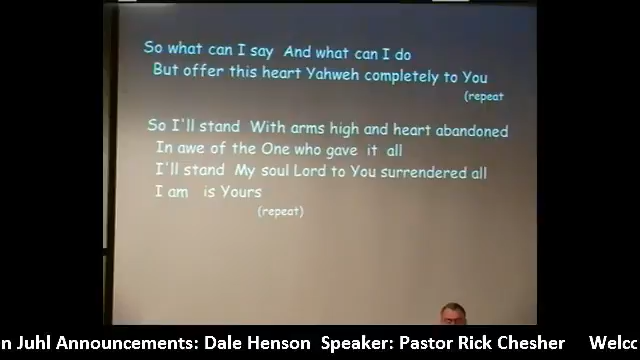 So what can I say And what can I do
But offer this heart Yahweh completely to You
(repeat
So I'll stand With arms high and heart abandoned
In awe of the One who gave it all
I'll stand My soul Lord to You surrendered all
I am is Yours
(repeat)
Juhl Announcements: Dale Henson Speaker: Pastor Rick Chesher